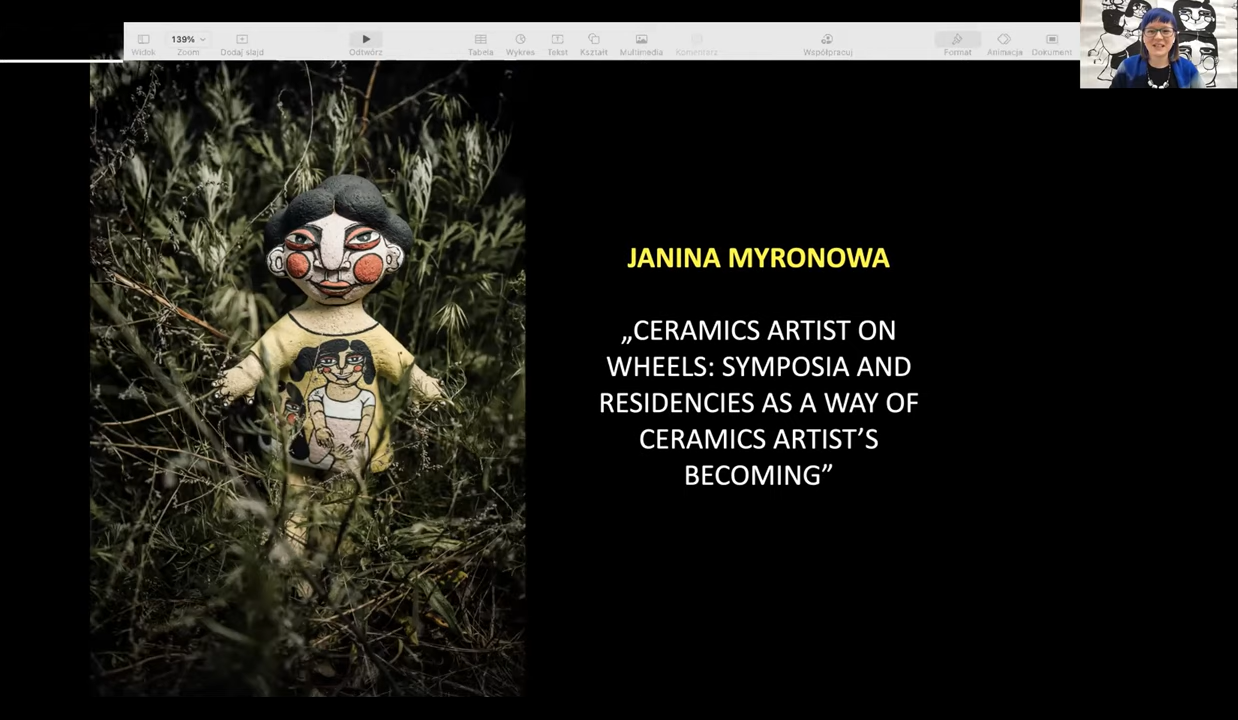 139%
Widok
Zoom
Dodaj slajd
Odtwórz
Tabela
Wykres
Tekst
Kształt
Multimedia
Komentarz
Współpracuj
Format
Animacja
Dokument
JANINA MYRONOWA
„CERAMICS ARTIST ON
WHEELS: SYMPOSIA AND
RESIDENCIES AS A WAY OF
CERAMICS ARTIST’S
BECOMING”